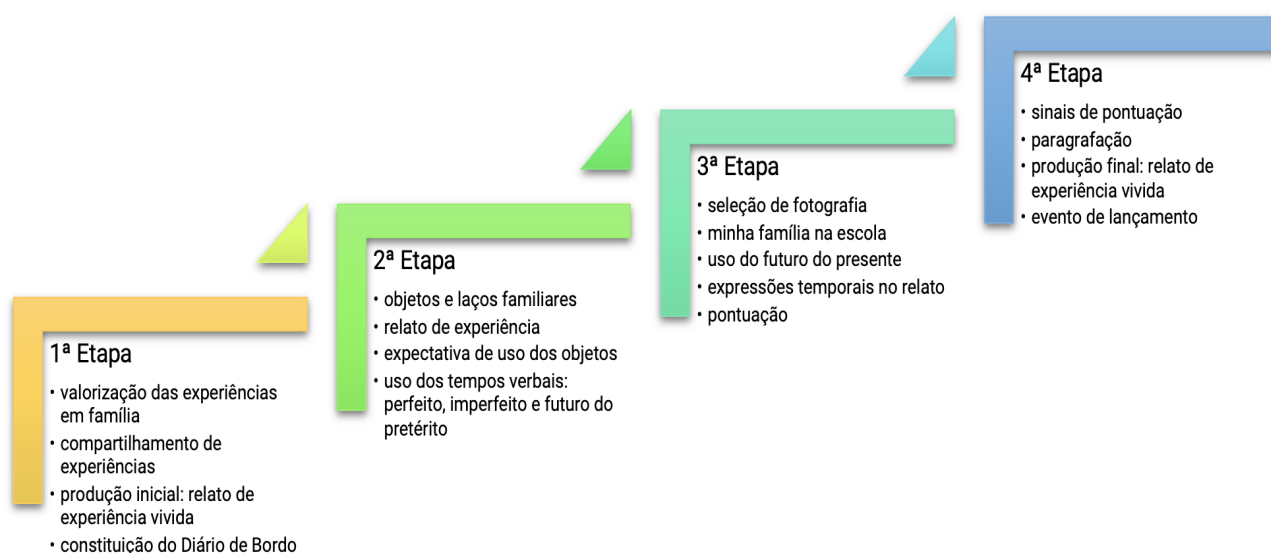 1ª Etapa
• valorização das experiências
em família
• compartilhamento de
experiências
• produção inicial: relato de
experiência vivida
• constituição do Diário de Bordo
2ª Etapa
• objetos e laços familiares
• relato de experiência
• expectativa de uso dos objetos
• uso dos tempos verbais:
perfeito, imperfeito e futuro do
pretérito
3ª Etapa
• seleção de fotografia
• minha família na escola
• uso do futuro do presente
• expressões temporais no relato
• pontuação
4ª Etapa
• sinais de pontuação
• paragrafação
• produção final: relato de
experiência vivida
• evento de lançamento